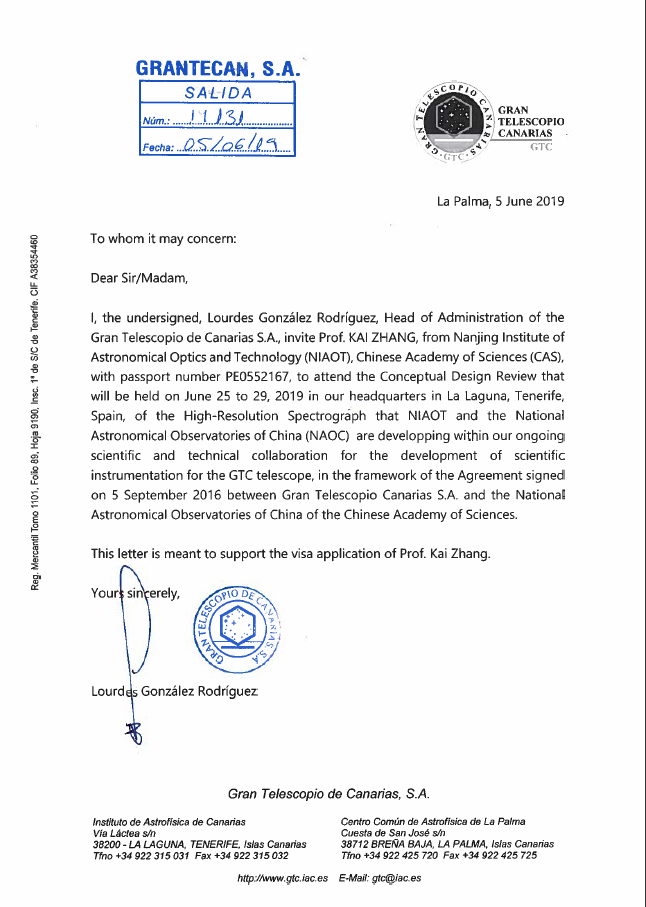 GRANTECAN, S.A.
SALIDA
Núm.: 11131
Fecha: 05/06/19
GRAN TELESCOPIO CANARIAS
·GTC·
GRAN
TELESCOPIO
CANARIAS
GTC
La Palma, 5 June 2019
To whom it may concern:
Dear Sir/Madam,
I, the undersigned, Lourdes González Rodríguez, Head of Administration of the
Gran Telescopio de Canarias S.A., invite Prof. KAI ZHANG, from Nanjing Institute of
Astronomical Optics and Technology (NIAOT), Chinese Academy of Sciences (CAS),
with passport number PE0552167, to attend the Conceptual Design Review that
will be held on June 25 to 29, 2019 in our headquarters in La Laguna, Tenerife,
Spain, of the High-Resolution Spectrograph that NIAOT and the National
Astronomical Observatories of China (NAOC) are developping within our ongoing
scientific and technical collaboration for the development of scientific
instrumentation for the GTC telescope, in the framework of the Agreement signed
on 5 September 2016 between Gran Telescopio Canarias S.A. and the National
Astronomical Observatories of China of the Chinese Academy of Sciences.
This letter is meant to support the visa application of Prof. Kai Zhang.
Yours sincerely,
GRAN TELESCOPIO DE CANARIAS, S.A.
Lourdes González Rodríguez
Reg. Mercantil Tomo 1101, Folio 89, Hoja 9190, Insc. 1ª de S/C de Tenerife. CIF A38354460
Gran Telescopio de Canarias, S.A.
Instituto de Astrofísica de Canarias
Vía Láctea s/n
38200 - LA LAGUNA, TENERIFE, Islas Canarias
Tfno +34 922 315 031 Fax +34 922 315 032
Centro Común de Astrofísica de La Palma
Cuesta de San José s/n
38712 BREÑA BAJA, LA PALMA, Islas Canarias
Tfno +34 922 425 720 Fax +34 922 425 725
http://www.gtc.iac.es E-Mail: gtc@iac.es